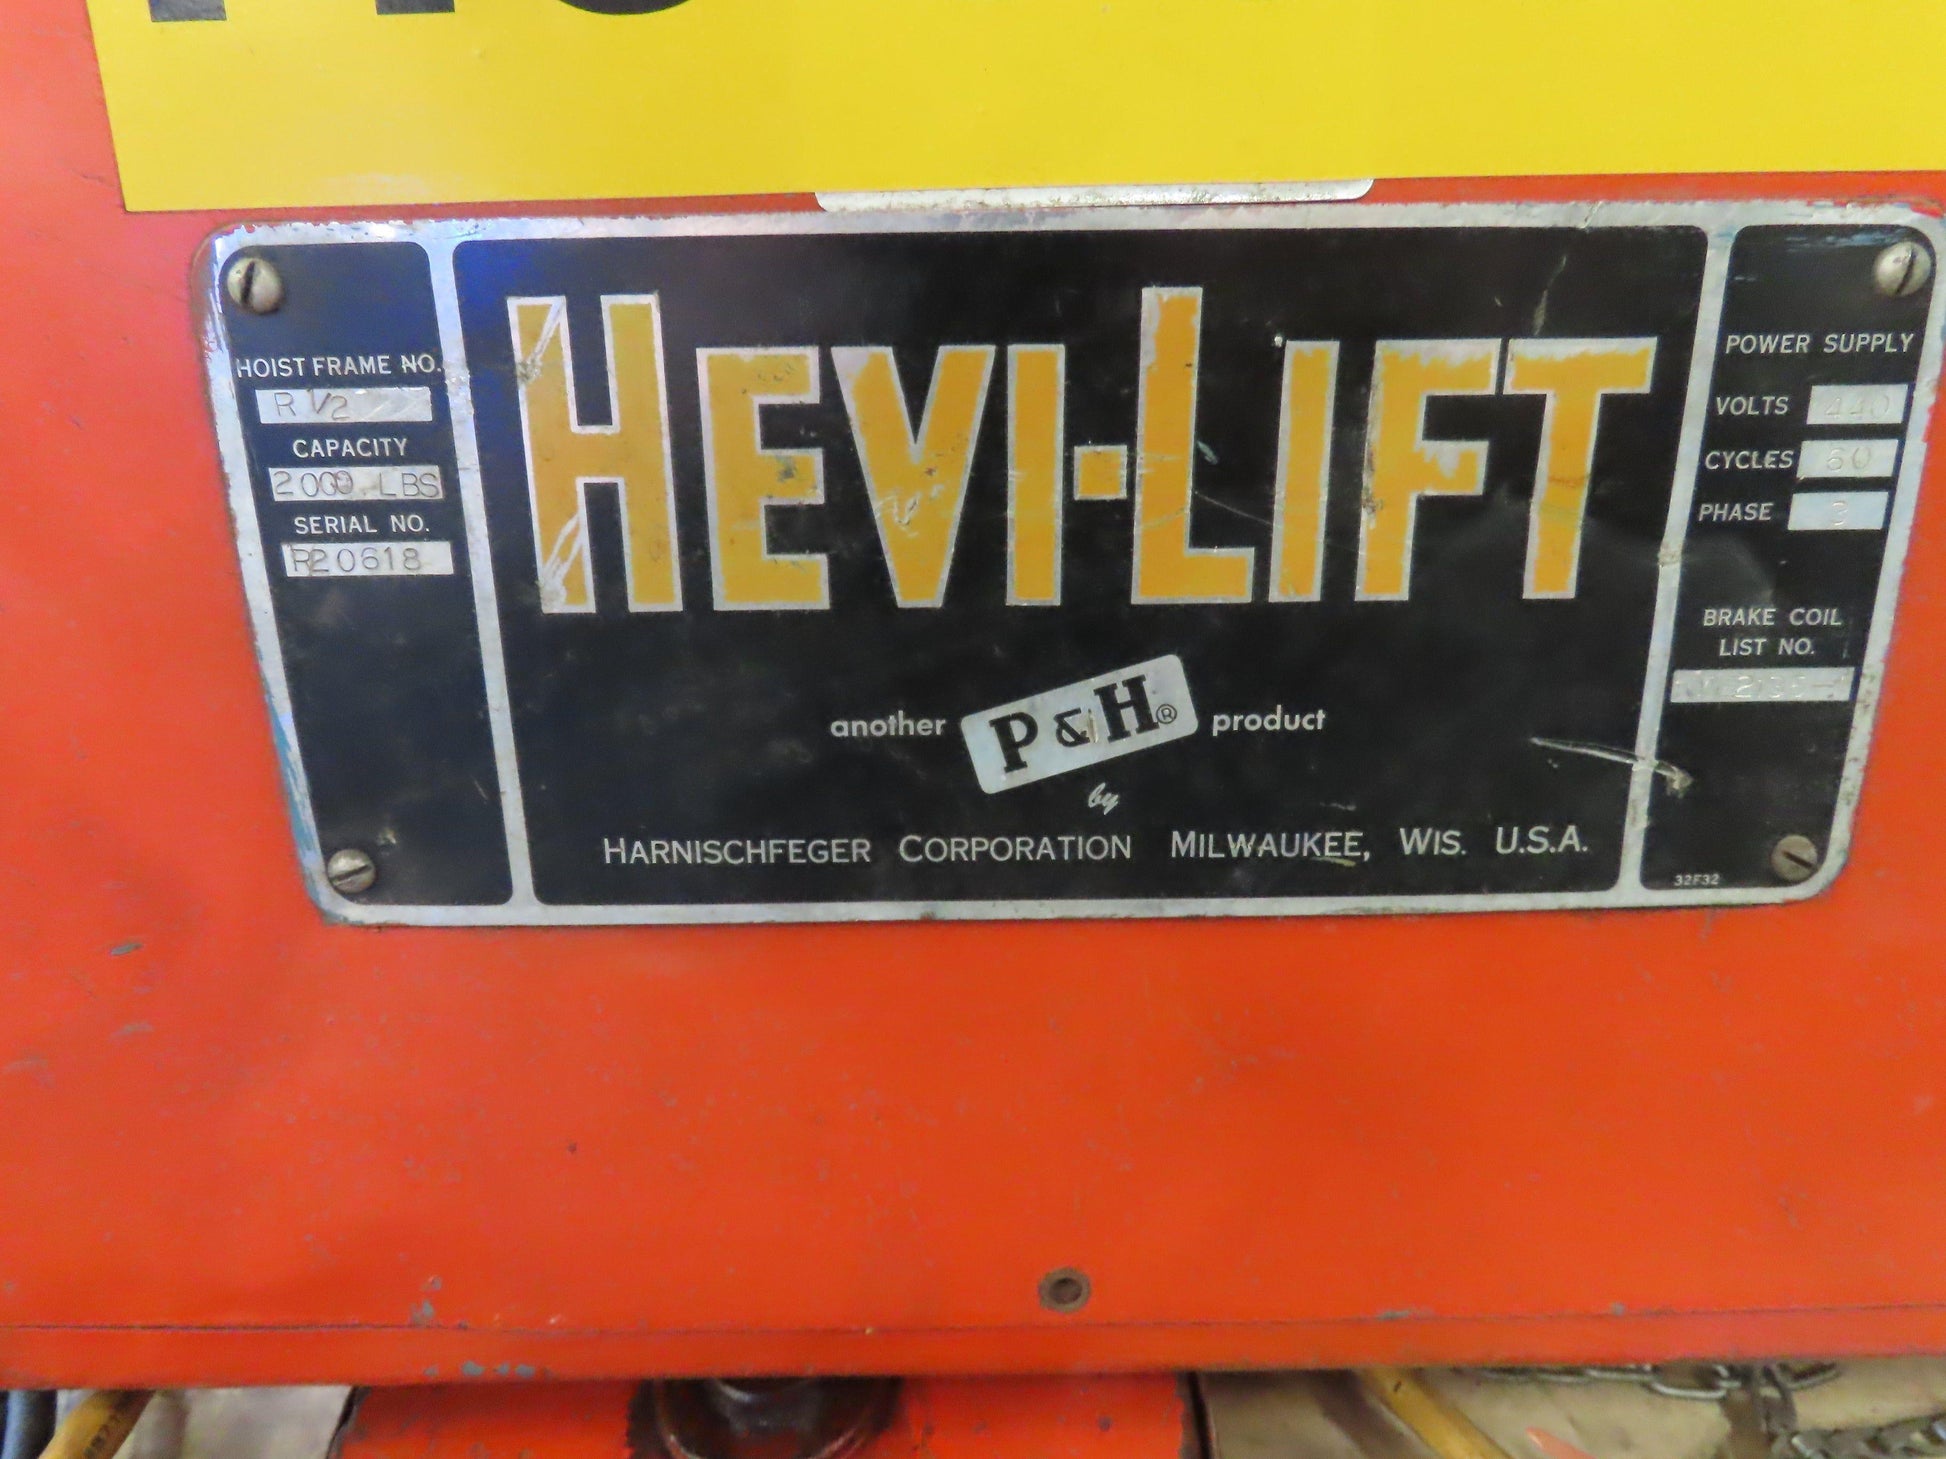 HOIST FRAME NO.
R 1/2
CAPACITY
2000 LBS
SERIAL NO.
R20618
HEVI-LIFT
another P&H® product
by
HARNISCHFEGER CORPORATION MILWAUKEE, WIS. U.S.A.
POWER SUPPLY
VOLTS 440
CYCLES 60
PHASE 3
BRAKE COIL
LIST NO.
32F32